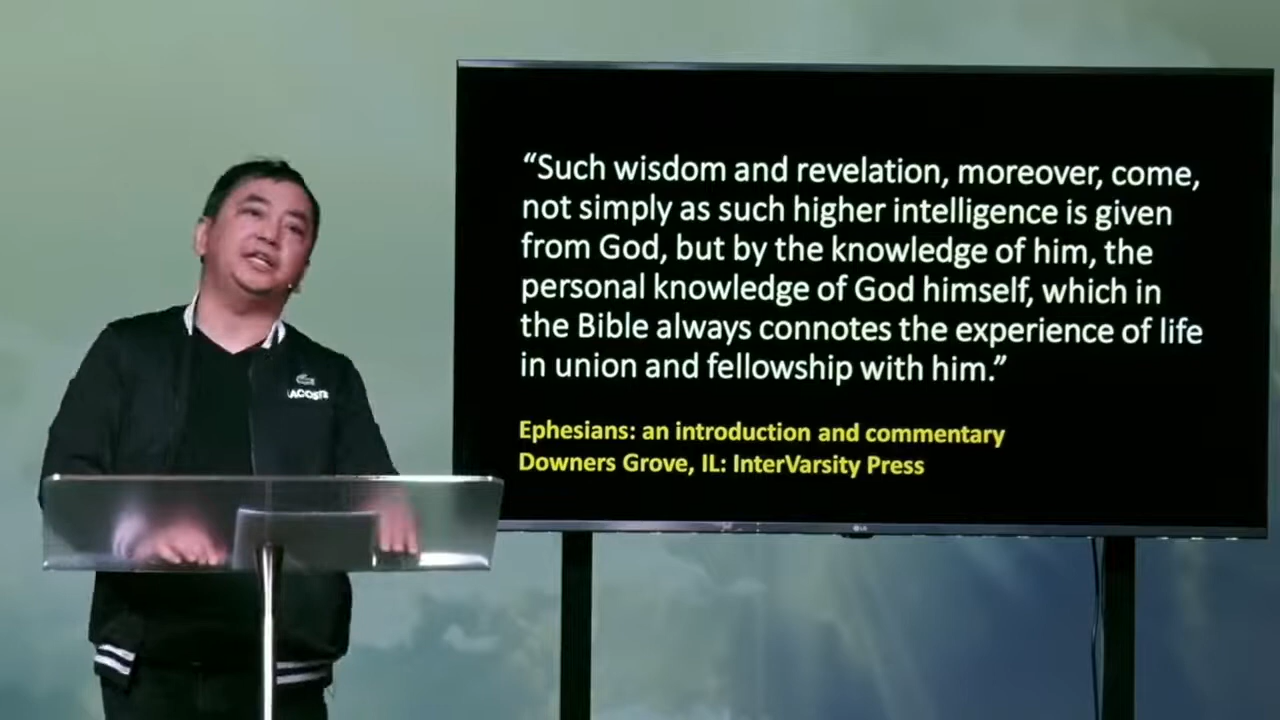 “Such wisdom and revelation, moreover, come,
not simply as such higher intelligence is given
from God, but by the knowledge of him, the
personal knowledge of God himself, which in
the Bible always connotes the experience of life
in union and fellowship with him.”
Ephesians: an introduction and commentary
Downers Grove, IL: InterVarsity Press
LACOSTE
LG